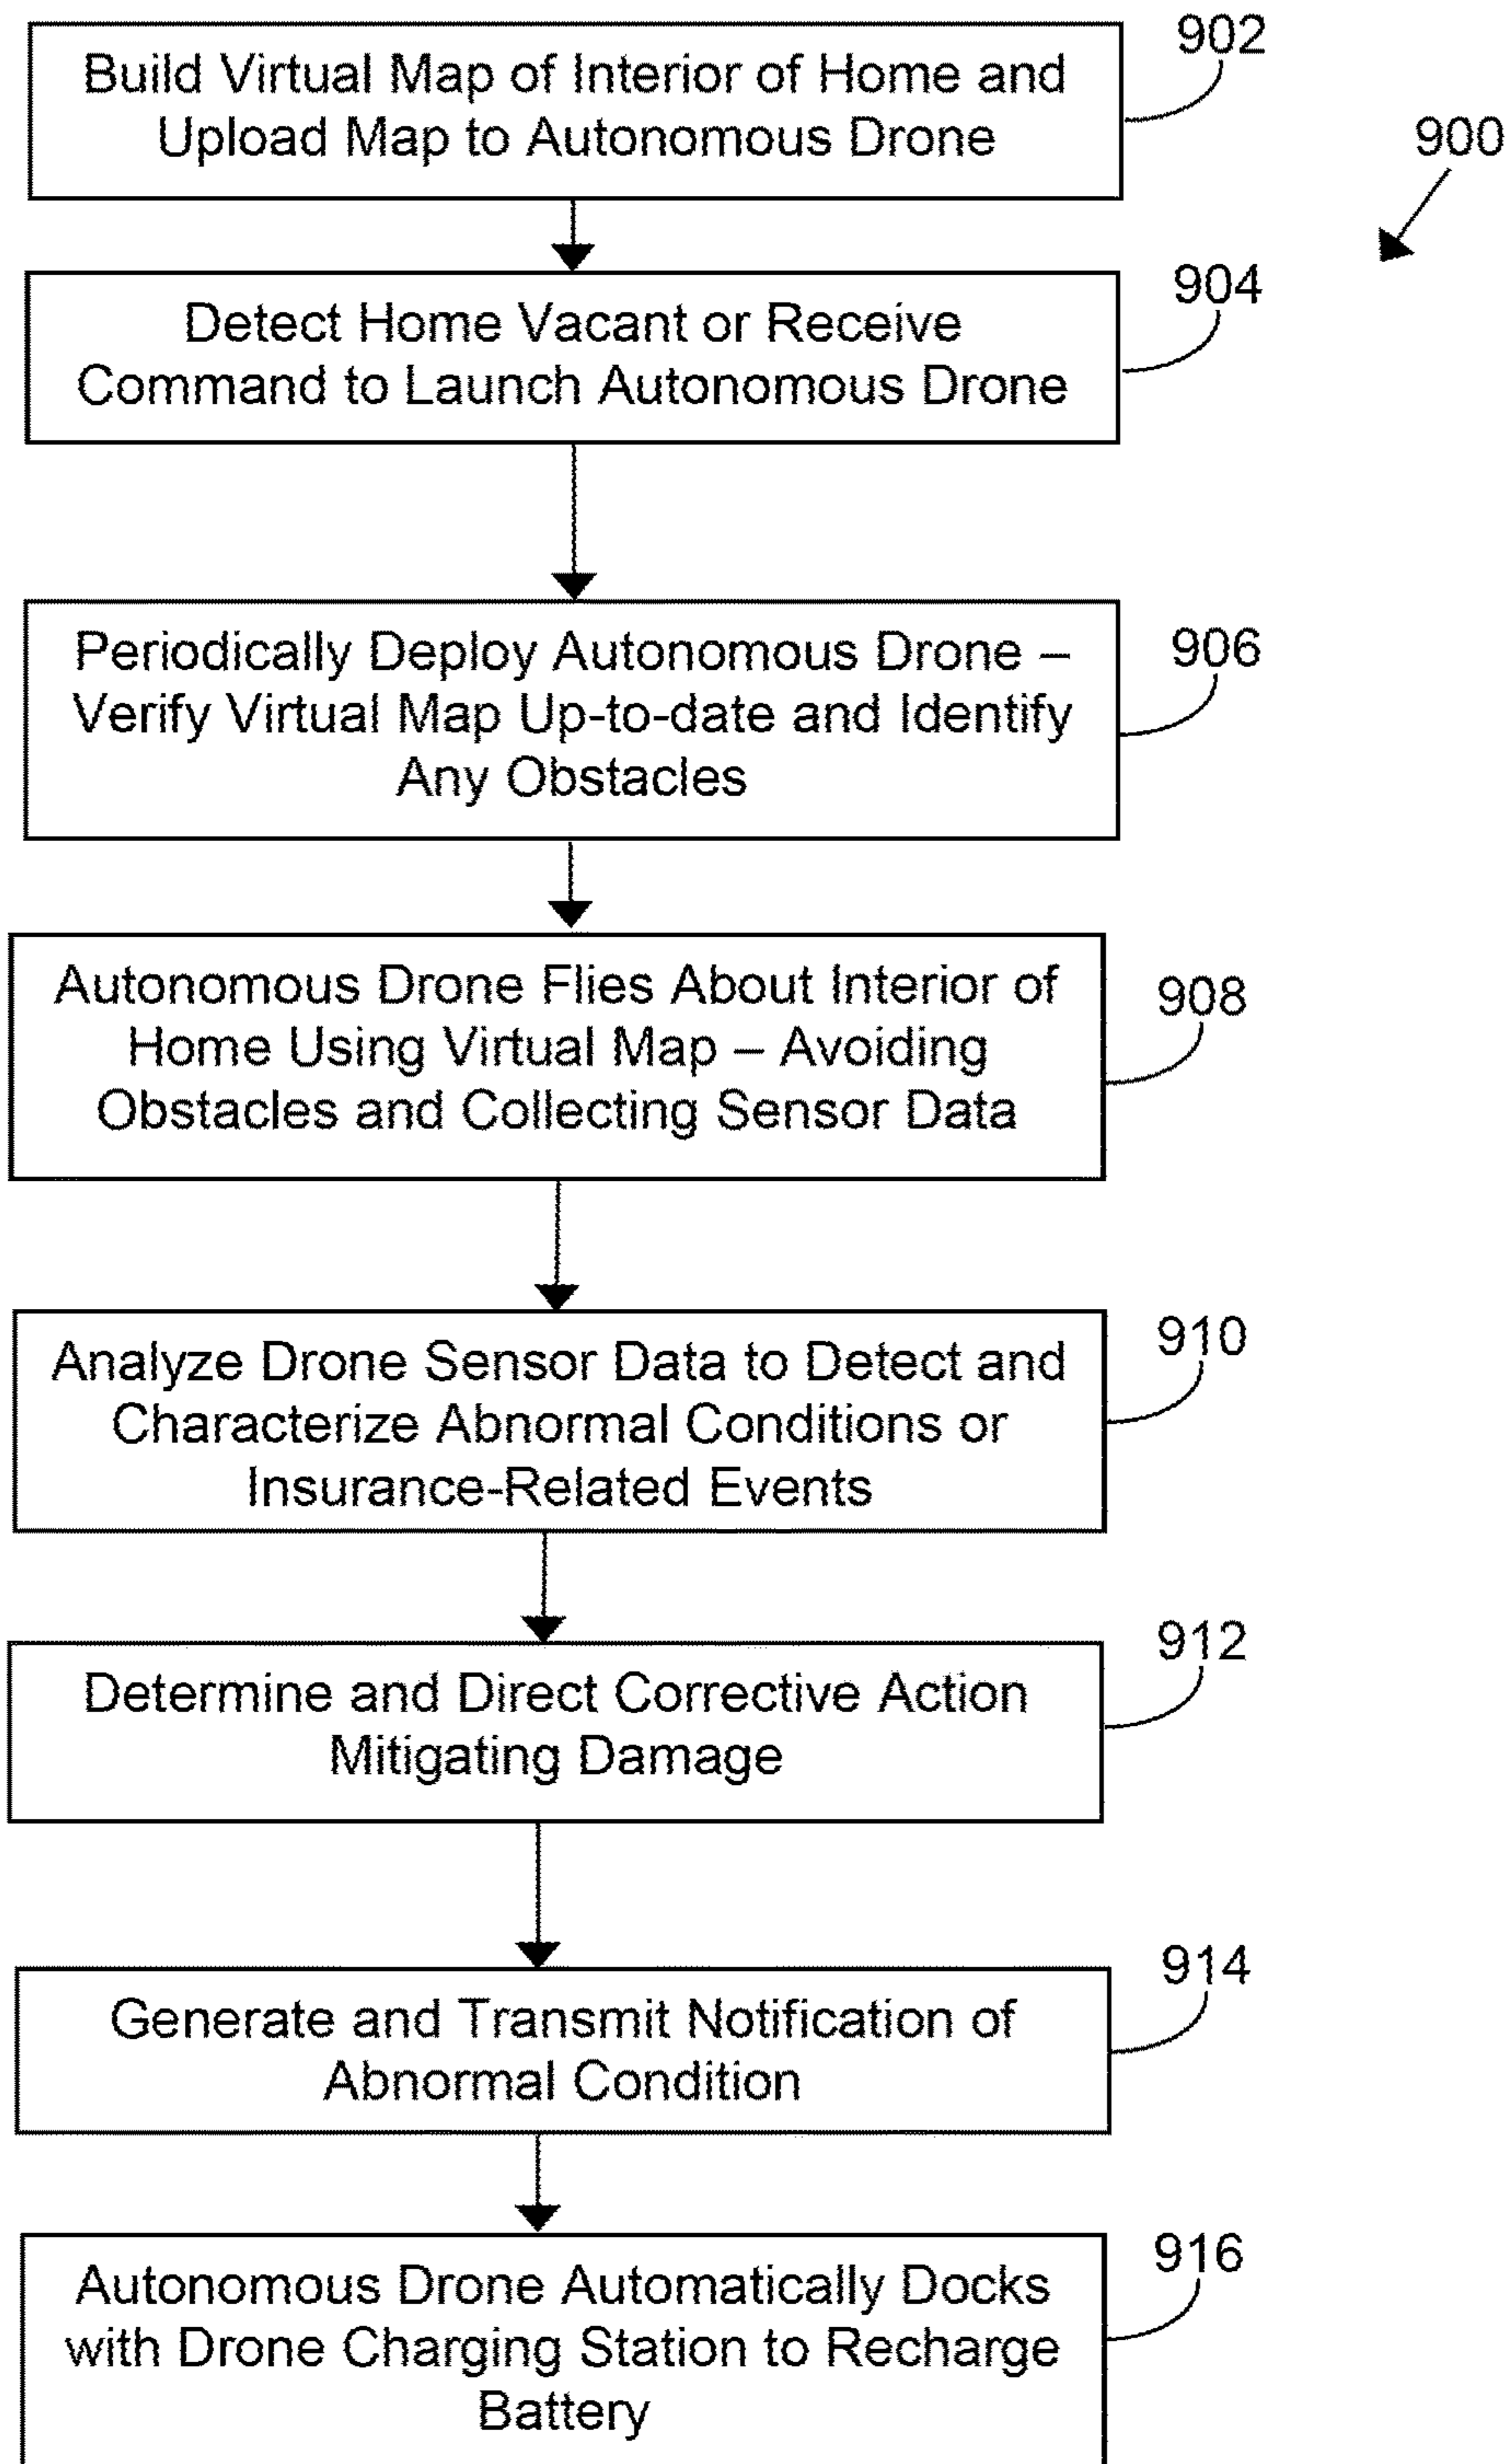 Build Virtual Map of Interior of Home and
Upload Map to Autonomous Drone
902
900
Detect Home Vacant or Receive
Command to Launch Autonomous Drone
904
Periodically Deploy Autonomous Drone –
Verify Virtual Map Up-to-date and Identify
Any Obstacles
906
Autonomous Drone Flies About Interior of
Home Using Virtual Map – Avoiding
Obstacles and Collecting Sensor Data
908
Analyze Drone Sensor Data to Detect and
Characterize Abnormal Conditions or
Insurance-Related Events
910
Determine and Direct Corrective Action
Mitigating Damage
912
Generate and Transmit Notification of
Abnormal Condition
914
Autonomous Drone Automatically Docks
with Drone Charging Station to Recharge
Battery
916